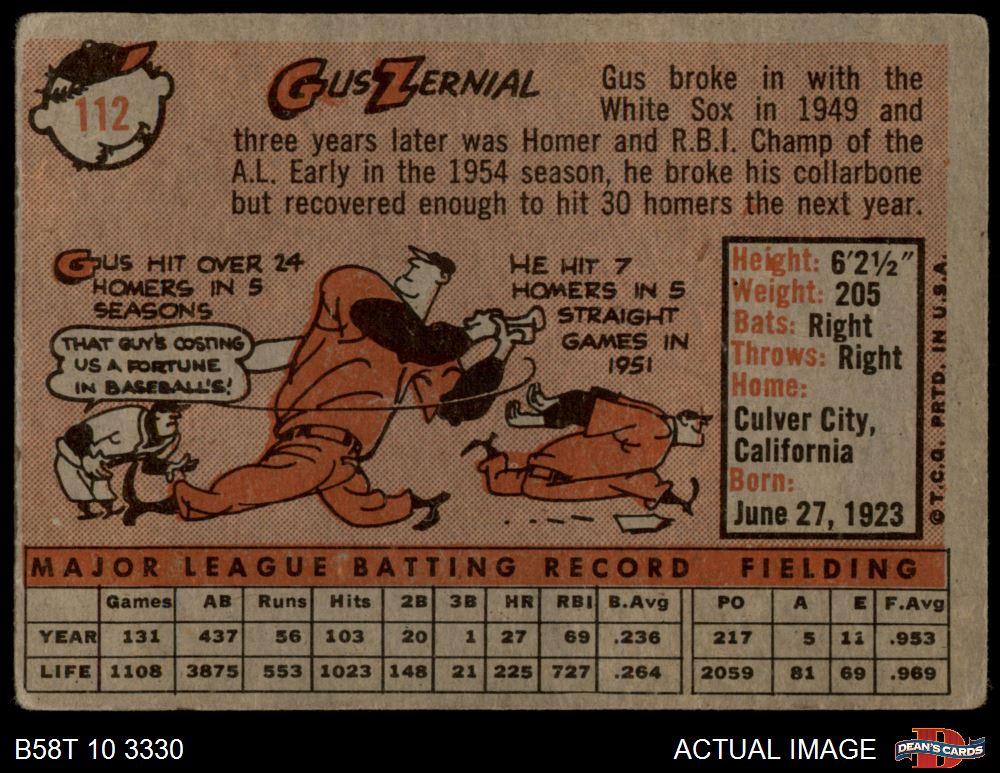 112
Gus Zernial
Gus broke in with the
White Sox in 1949 and
three years later was Homer and R.B.I. Champ of the
A.L. Early in the 1954 season, he broke his collarbone
but recovered enough to hit 30 homers the next year.
GUS HIT OVER 24
HOMERS IN 5
SEASONS
THAT GUY'S COSTING
US A FORTUNE
IN BASEBALL'S!
HE HIT 7
HOMERS IN 5
STRAIGHT
GAMES IN
1951
Height: 6'2½"
Weight: 205
Bats: Right
Throws: Right
Home:
Culver City,
California
Born:
June 27, 1923
© T.C.G. PRTD. IN U.S.A.
MAJOR LEAGUE BATTING RECORD FIELDING
Games AB Runs Hits 2B 3B HR RBI B.Avg PO A E F.Avg
YEAR 131 437 56 103 20 1 27 69 .236 217 5 11 .953
LIFE 1108 3875 553 1023 148 21 225 727 .264 2059 81 69 .969
B58T 10 3330 ACTUAL IMAGE DEAN'S CARDS